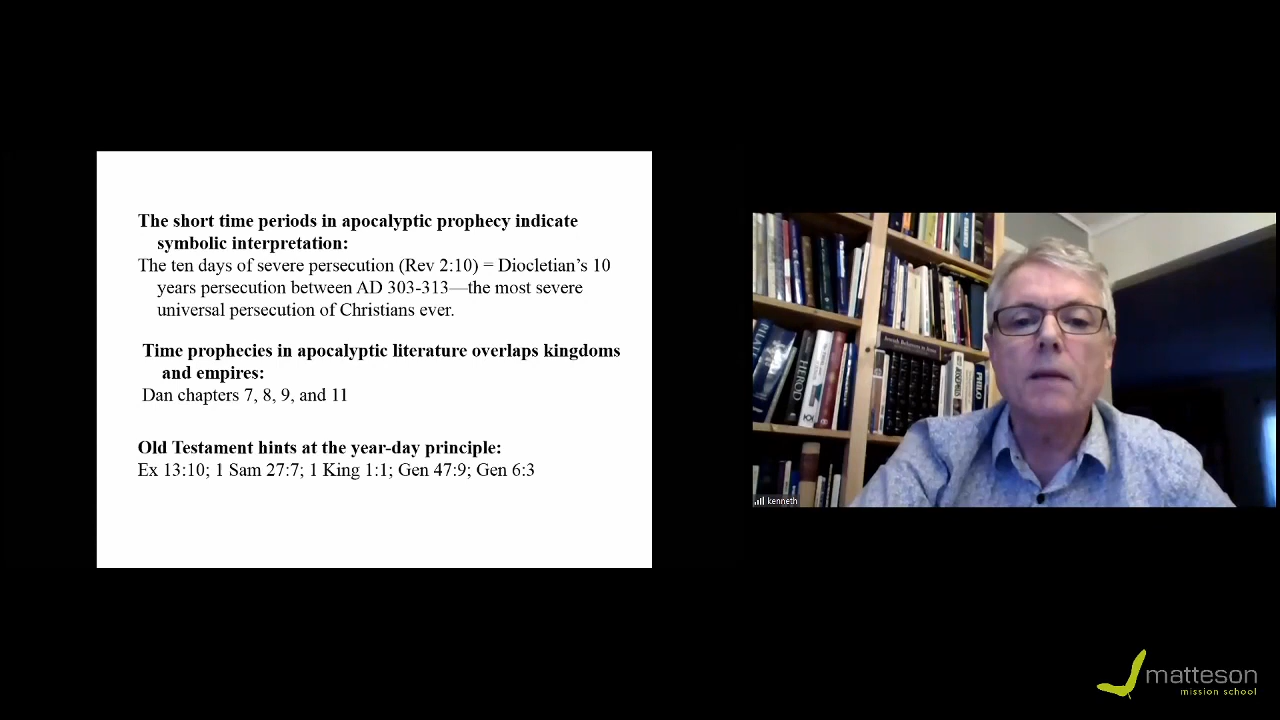 The short time periods in apocalyptic prophecy indicate
symbolic interpretation:
The ten days of severe persecution (Rev 2:10) = Diocletian’s 10
years persecution between AD 303-313—the most severe
universal persecution of Christians ever.
Time prophecies in apocalyptic literature overlaps kingdoms
and empires:
Dan chapters 7, 8, 9, and 11
Old Testament hints at the year-day principle:
Ex 13:10; 1 Sam 27:7; 1 King 1:1; Gen 47:9; Gen 6:3
PILATE
HEROD
PHILO
kenneth
matteson
mission school